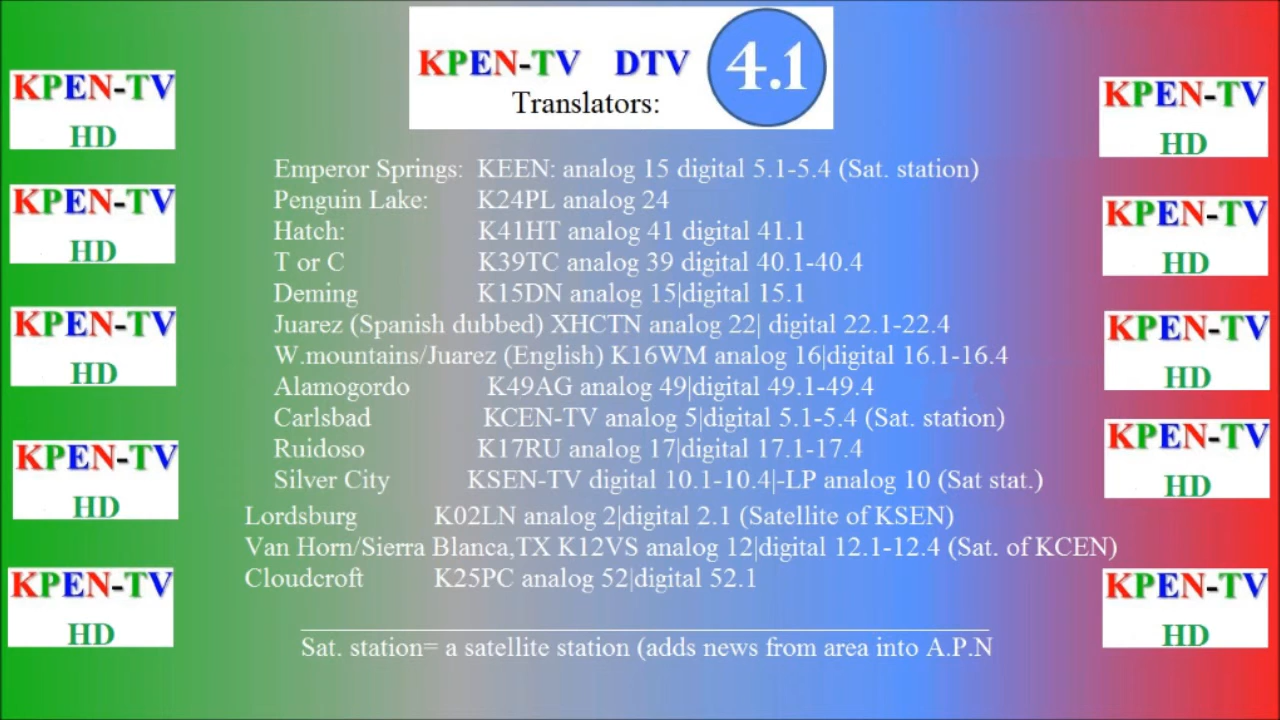 KPEN-TV DTV 4.1
Translators:
KPEN-TV
HD
KPEN-TV
HD
KPEN-TV
HD
KPEN-TV
HD
KPEN-TV
HD
Emperor Springs: KEEN: analog 15 digital 5.1-5.4 (Sat. station)
Penguin Lake: K24PL analog 24
Hatch: K41HT analog 41 digital 41.1
T or C K39TC analog 39 digital 40.1-40.4
Deming K15DN analog 15|digital 15.1
Juarez (Spanish dubbed) XHCTN analog 22| digital 22.1-22.4
W.mountains/Juarez (English) K16WM analog 16|digital 16.1-16.4
Alamogordo K49AG analog 49|digital 49.1-49.4
Carlsbad KCEN-TV analog 5|digital 5.1-5.4 (Sat. station)
Ruidoso K17RU analog 17|digital 17.1-17.4
Silver City KSEN-TV digital 10.1-10.4|-LP analog 10 (Sat stat.)
Lordsburg K02LN analog 2|digital 2.1 (Satellite of KSEN)
Van Horn/Sierra Blanca,TX K12VS analog 12|digital 12.1-12.4 (Sat. of KCEN)
Cloudcroft K25PC analog 52|digital 52.1
Sat. station= a satellite station (adds news from area into A.P.N
KPEN-TV
HD
KPEN-TV
HD
KPEN-TV
HD
KPEN-TV
HD
KPEN-TV
HD